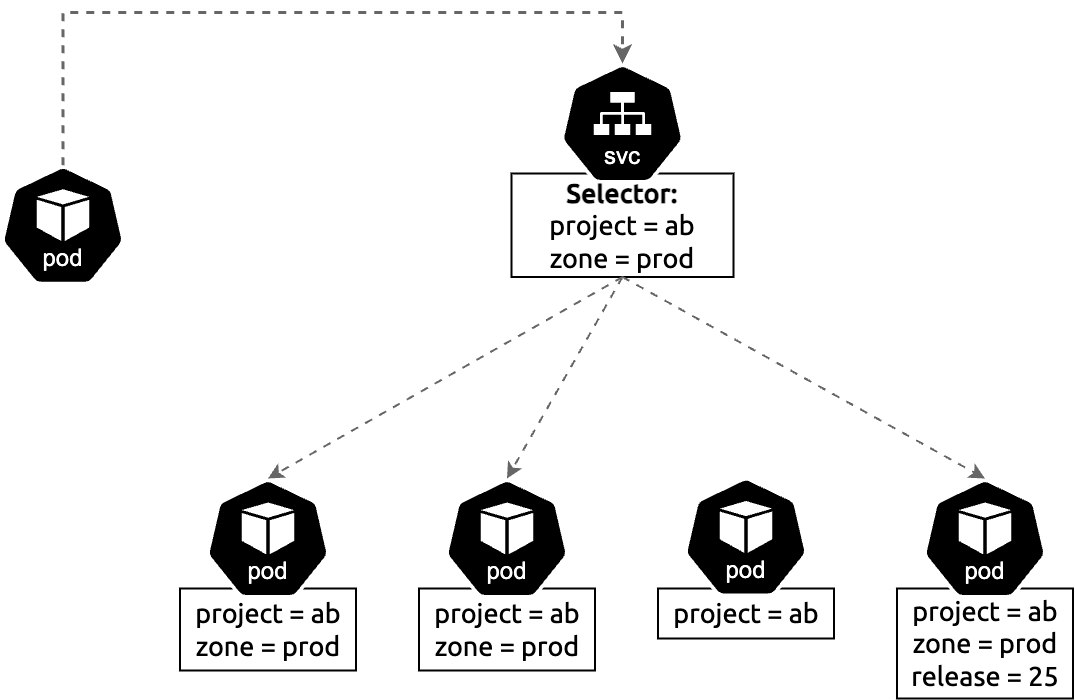 svc
Selector:
project = ab
zone = prod
pod
pod
project = ab
zone = prod
pod
project = ab
zone = prod
pod
project = ab
pod
project = ab
zone = prod
release = 25